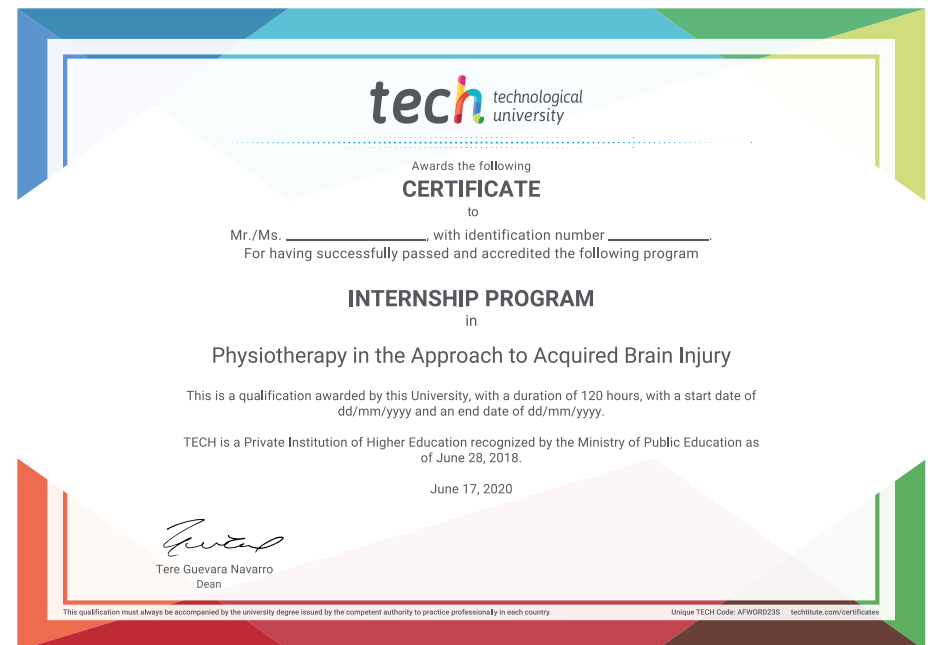 tech technological
university
Awards the following
CERTIFICATE
to
Mr./Ms. ____________________, with identification number ______________.
For having successfully passed and accredited the following program
INTERNSHIP PROGRAM
in
Physiotherapy in the Approach to Acquired Brain Injury
This is a qualification awarded by this University, with a duration of 120 hours, with a start date of
dd/mm/yyyy and an end date of dd/mm/yyyy.
TECH is a Private Institution of Higher Education recognized by the Ministry of Public Education as
of June 28, 2018.
June 17, 2020
Tere Guevara Navarro
Dean
This qualification must always be accompanied by the university degree issued by the competent authority to practice professionally in each country. Unique TECH Code: AFWORD23S techtitute.com/certificates